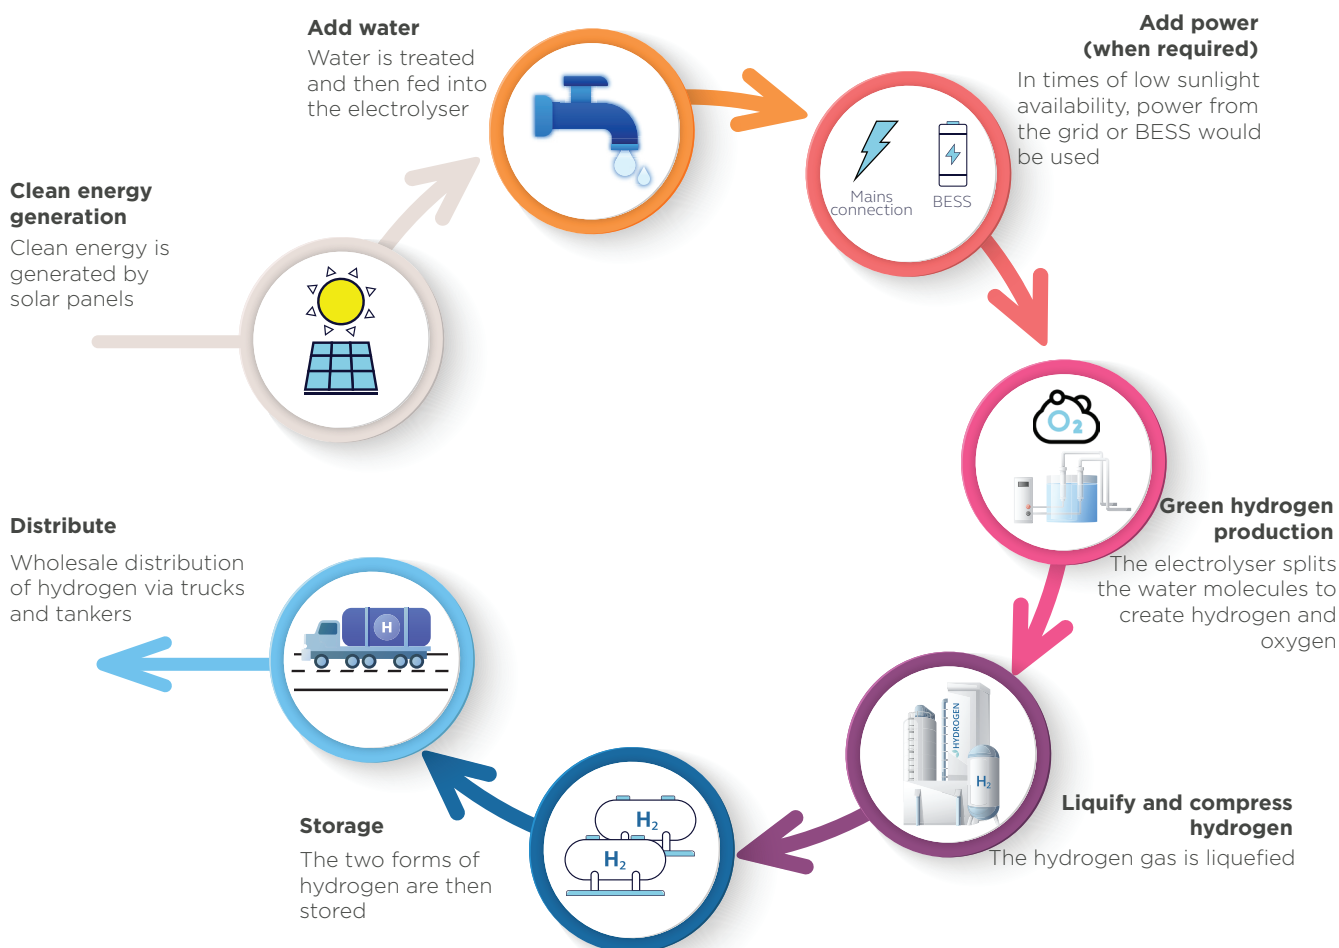 Clean energy
generation
Clean energy is
generated by
solar panels
Add water
Water is treated
and then fed into
the electrolyser
Add power
(when required)
In times of low sunlight
availability, power from
the grid or BESS would
be used
Mains
connection
BESS
O2
Green hydrogen
production
The electrolyser splits
the water molecules to
create hydrogen and
oxygen
HYDROGEN
H2
Liquify and compress
hydrogen
The hydrogen gas is liquefied
H2
H2
Storage
The two forms of
hydrogen are then
stored
H
Distribute
Wholesale distribution
of hydrogen via trucks
and tankers